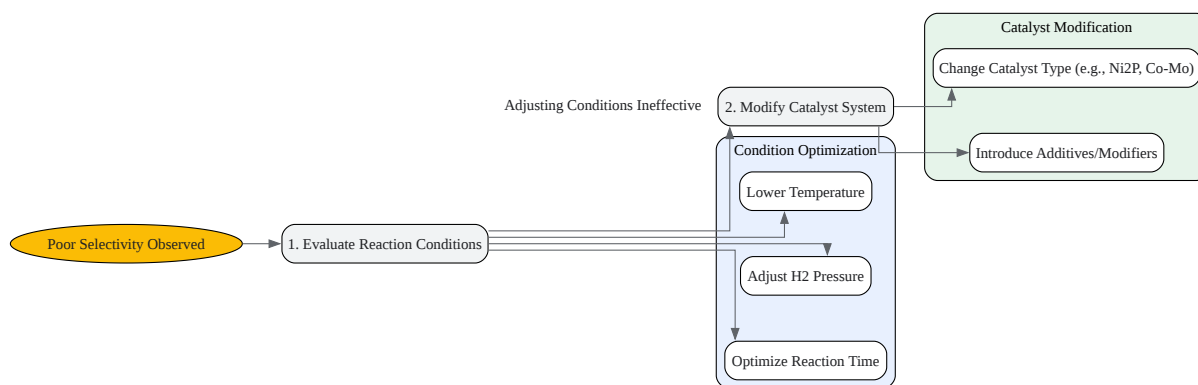 Poor Selectivity Observed
1. Evaluate Reaction Conditions
Adjusting Conditions Ineffective
2. Modify Catalyst System
Condition Optimization
Lower Temperature
Adjust H2 Pressure
Optimize Reaction Time
Catalyst Modification
Change Catalyst Type (e.g., Ni2P, Co-Mo)
Introduce Additives/Modifiers